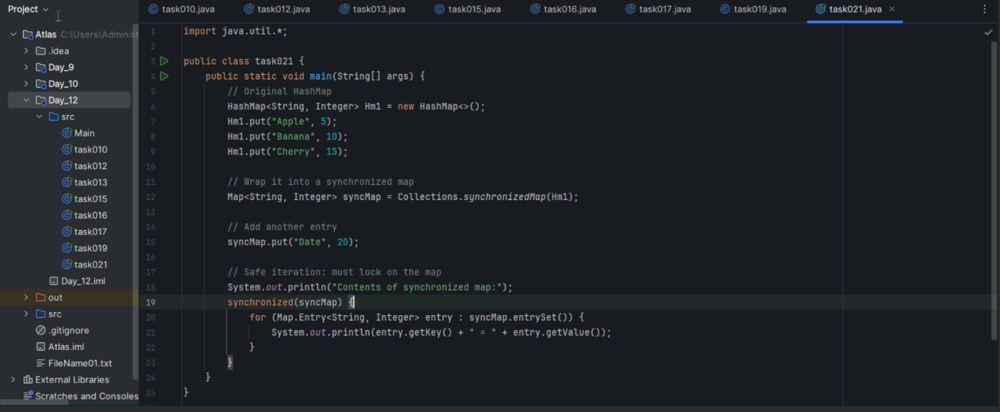 Project
task010.java task012.java task013.java task015.java task016.java task017.java task019.java task021.java
Atlas C:\Users\Administ
.idea
Day_9
Day_10
Day_12
src
Main
task010
task012
task013
task015
task016
task017
task019
task021
Day_12.iml
out
src
.gitignore
Atlas.iml
FileName01.txt
External Libraries
Scratches and Consoles
1 import java.util.*;
2
3 public class task021 {
4 public static void main(String[] args) {
5 // Original HashMap
6 HashMap<String, Integer> Hm1 = new HashMap<>();
7 Hm1.put("Apple", 5);
8 Hm1.put("Banana", 10);
9 Hm1.put("Cherry", 15);
10
11 // Wrap it into a synchronized map
12 Map<String, Integer> syncMap = Collections.synchronizedMap(Hm1);
13
14 // Add another entry
15 syncMap.put("Date", 20);
16
17 // Safe iteration: must lock on the map
18 System.out.println("Contents of synchronized map:");
19 synchronized(syncMap) {
20 for (Map.Entry<String, Integer> entry : syncMap.entrySet()) {
21 System.out.println(entry.getKey() + " = " + entry.getValue());
22 }
23 }
24 }
25 }